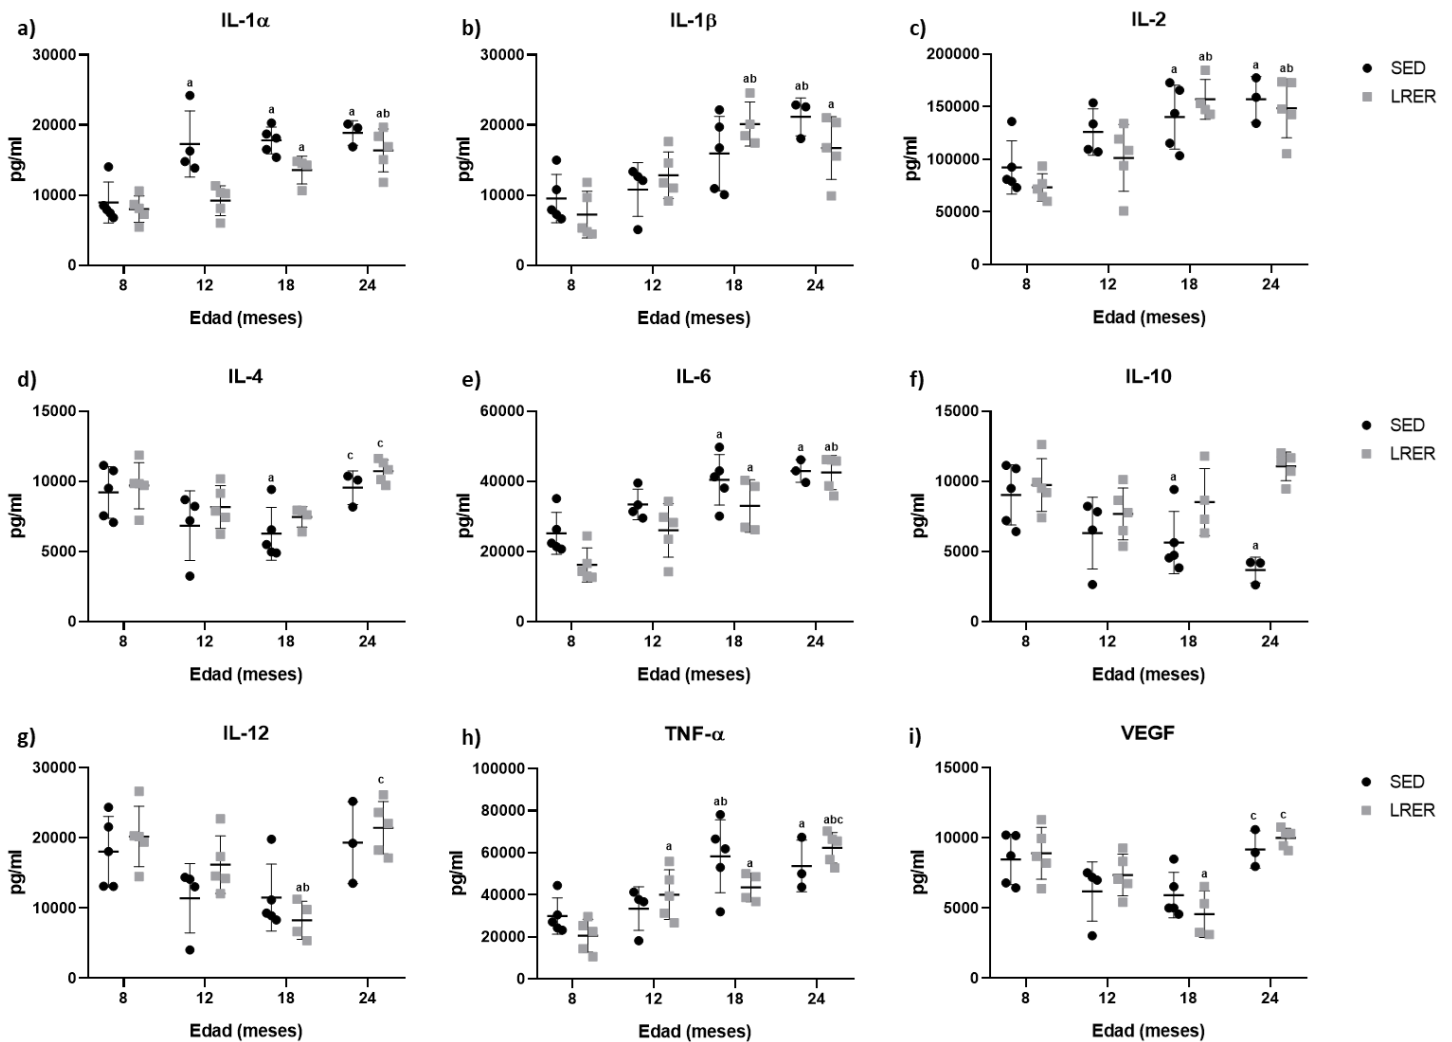 a) IL-1α
b) IL-1β
c) IL-2
pg/ml
30000
20000
10000
0
a
a
a
a
ab
8 12 18 24
Edad (meses)
pg/ml
30000
20000
10000
0
ab
ab
a
8 12 18 24
Edad (meses)
pg/ml
200000
150000
100000
50000
0
a
ab
a
ab
8 12 18 24
Edad (meses)
SED
LRER
d) IL-4
e) IL-6
f) IL-10
pg/ml
15000
10000
5000
0
a
c
c
8 12 18 24
Edad (meses)
pg/ml
60000
40000
20000
0
a
a
a
ab
8 12 18 24
Edad (meses)
pg/ml
15000
10000
5000
0
a
a
8 12 18 24
Edad (meses)
SED
LRER
g) IL-12
h) TNF-α
i) VEGF
pg/ml
30000
20000
10000
0
ab
c
8 12 18 24
Edad (meses)
pg/ml
100000
80000
60000
40000
20000
0
a
ab
a
a
abc
8 12 18 24
Edad (meses)
pg/ml
15000
10000
5000
0
a
c
c
8 12 18 24
Edad (meses)
SED
LRER